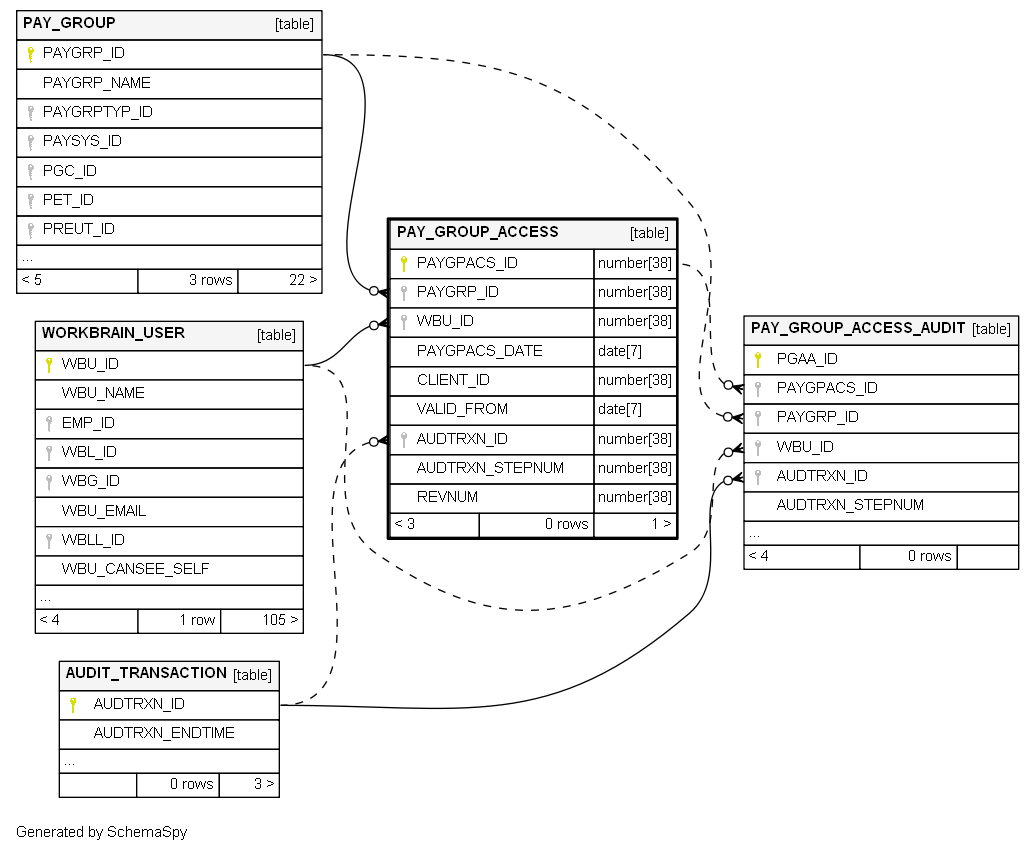 PAY_GROUP [table]
PAYGRP_ID
PAYGRP_NAME
PAYGRPTYP_ID
PAYSYS_ID
PGC_ID
PET_ID
PREUT_ID
...
< 5 3 rows 22 >
WORKBRAIN_USER [table]
WBU_ID
WBU_NAME
EMP_ID
WBL_ID
WBG_ID
WBU_EMAIL
WBLL_ID
WBU_CANSEE_SELF
...
< 4 1 row 105 >
AUDIT_TRANSACTION [table]
AUDTRXN_ID
AUDTRXN_ENDTIME
...
0 rows 3 >
PAY_GROUP_ACCESS [table]
PAYGPACS_ID number[38]
PAYGRP_ID number[38]
WBU_ID number[38]
PAYGPACS_DATE date[7]
CLIENT_ID number[38]
VALID_FROM date[7]
AUDTRXN_ID number[38]
AUDTRXN_STEPNUM number[38]
REVNUM number[38]
< 3 0 rows 1 >
PAY_GROUP_ACCESS_AUDIT [table]
PGAA_ID
PAYGPACS_ID
PAYGRP_ID
WBU_ID
AUDTRXN_ID
AUDTRXN_STEPNUM
...
< 4 0 rows
Generated by SchemaSpy